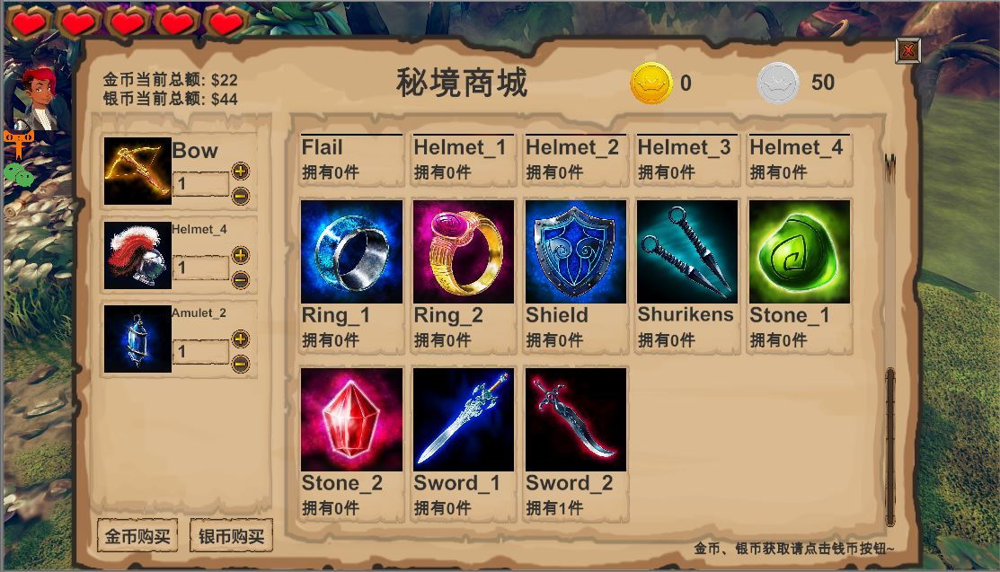 金币当前总额: $22
银币当前总额: $44
秘境商城
0
50
Bow
1
Helmet_4
1
Amulet_2
1
金币购买
银币购买
Flail
拥有0件
Helmet_1
拥有0件
Helmet_2
拥有0件
Helmet_3
拥有0件
Helmet_4
拥有0件
Ring_1
拥有0件
Ring_2
拥有0件
Shield
拥有0件
Shurikens
拥有0件
Stone_1
拥有0件
Stone_2
拥有0件
Sword_1
拥有0件
Sword_2
拥有1件
金币、银币获取请点击钱币按钮~